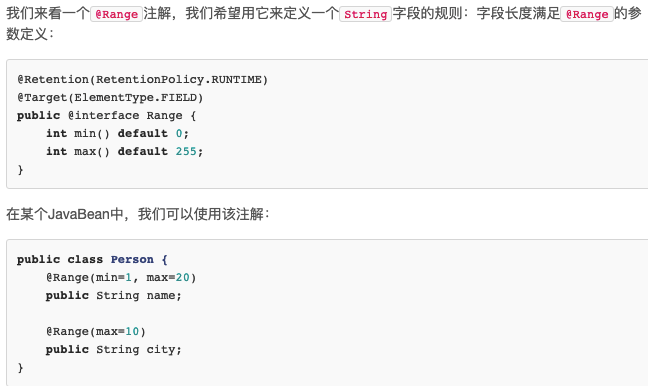 我们来看一个@Range注解，我们希望用它来定义一个String字段的规则：字段长度满足@Range的参
数定义：
@Retention(RetentionPolicy.RUNTIME)
@Target(ElementType.FIELD)
public @interface Range {
    int min() default 0;
    int max() default 255;
}
在某个JavaBean中，我们可以使用该注解：
public class Person {
    @Range(min=1, max=20)
    public String name;

    @Range(max=10)
    public String city;
}